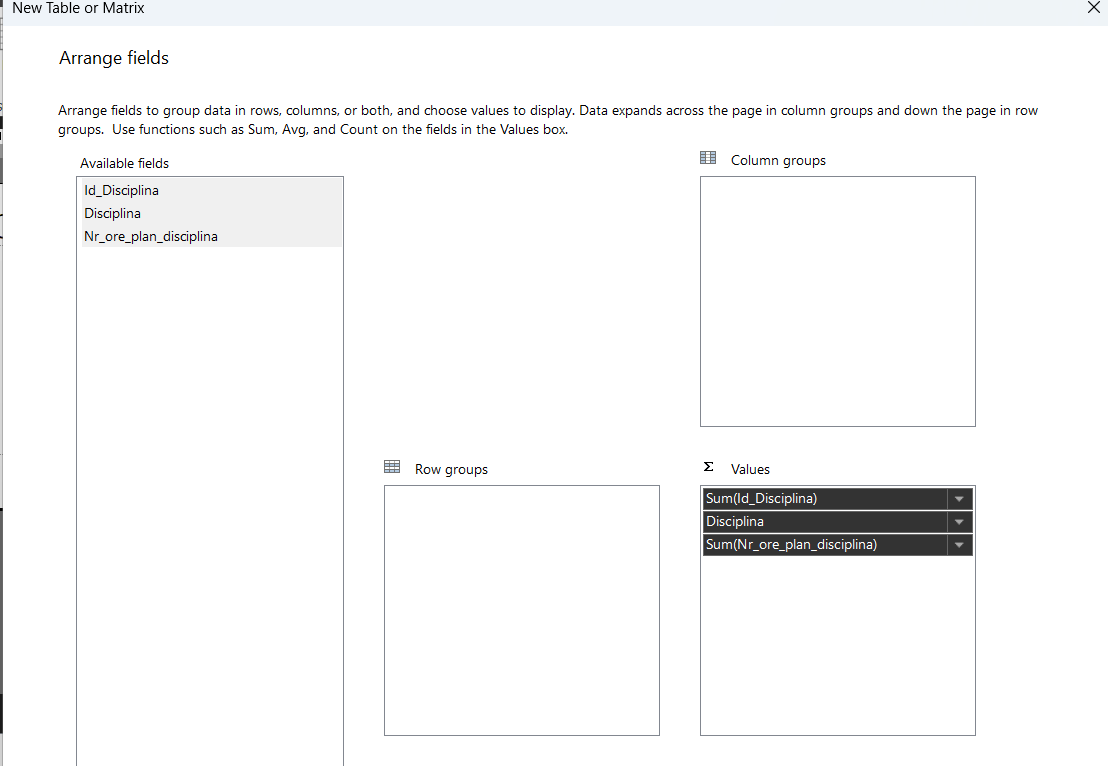 New Table or Matrix
Arrange fields
Arrange fields to group data in rows, columns, or both, and choose values to display. Data expands across the page in column groups and down the page in row
groups.  Use functions such as Sum, Avg, and Count on the fields in the Values box.
Available fields
Column groups
Id_Disciplina
Disciplina
Nr_ore_plan_disciplina
Row groups
Σ Values
Sum(Id_Disciplina)
Disciplina
Sum(Nr_ore_plan_disciplina)